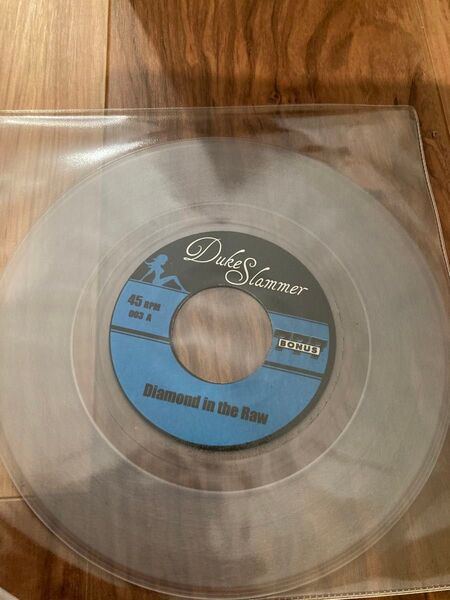 Duke Slammer
45 RPM
003 A
BONUS
Diamond in the Raw